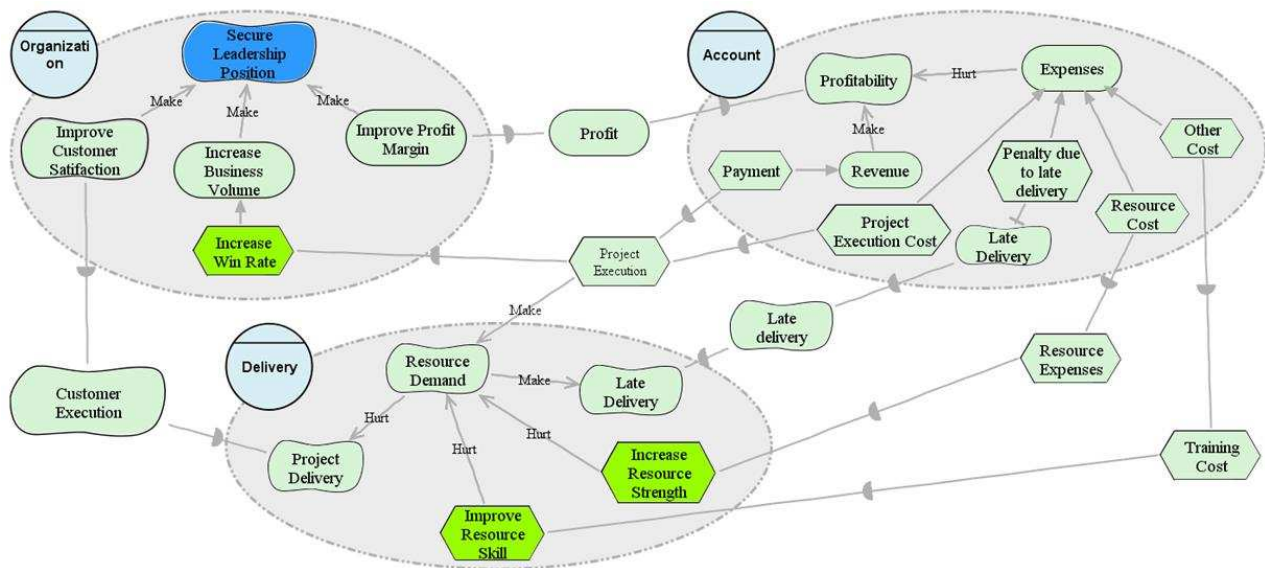 Organizati
on
Secure
Leadership
Position
Make
Make
Make
Improve
Customer
Satifaction
Increase
Business
Volume
Improve Profit
Margin
Increase
Win Rate
Profit
Account
Profitability
Hurt
Expenses
Make
Payment
Revenue
Penalty due
to late
delivery
Other
Cost
Project
Execution Cost
Late
Delivery
Resource
Cost
Project
Execution
Make
Late
delivery
Resource
Expenses
Training
Cost
Customer
Execution
Delivery
Resource
Demand
Make
Late
Delivery
Hurt
Hurt
Hurt
Project
Delivery
Increase
Resource
Strength
Improve
Resource
Skill